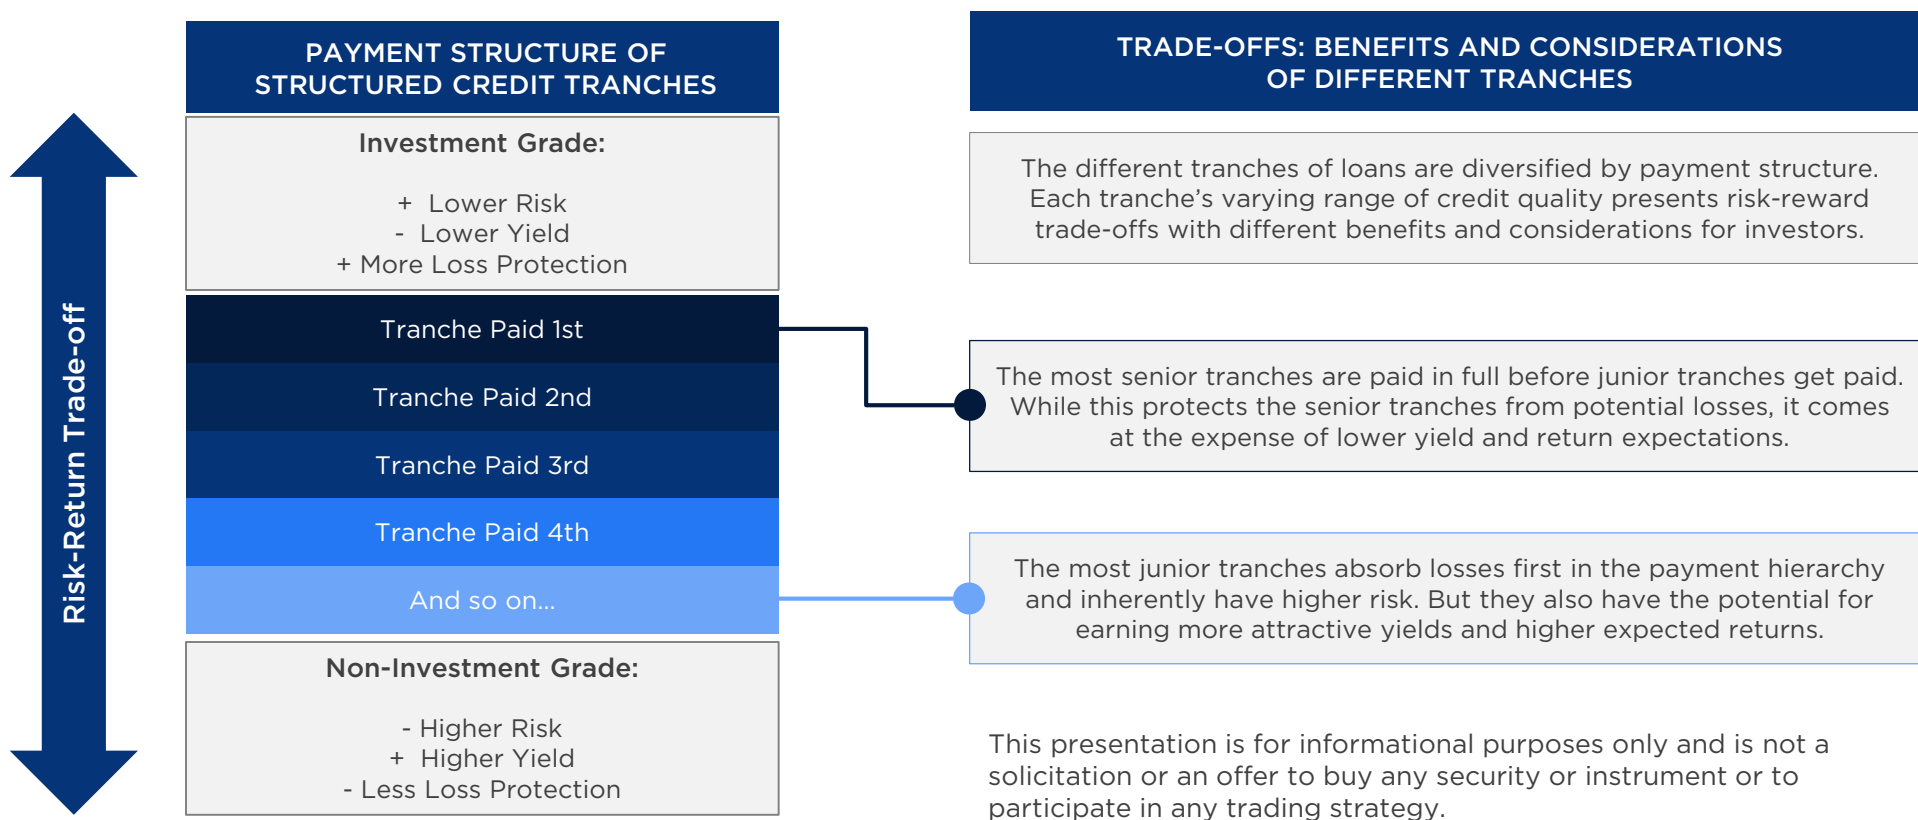 PAYMENT STRUCTURE OF
STRUCTURED CREDIT TRANCHES
Risk-Return Trade-off
Investment Grade:
+ Lower Risk
- Lower Yield
+ More Loss Protection
Tranche Paid 1st
Tranche Paid 2nd
Tranche Paid 3rd
Tranche Paid 4th
And so on...
Non-Investment Grade:
- Higher Risk
+ Higher Yield
- Less Loss Protection
TRADE-OFFS: BENEFITS AND CONSIDERATIONS
OF DIFFERENT TRANCHES
The different tranches of loans are diversified by payment structure.
Each tranche’s varying range of credit quality presents risk-reward
trade-offs with different benefits and considerations for investors.
The most senior tranches are paid in full before junior tranches get paid.
While this protects the senior tranches from potential losses, it comes
at the expense of lower yield and return expectations.
The most junior tranches absorb losses first in the payment hierarchy
and inherently have higher risk. But they also have the potential for
earning more attractive yields and higher expected returns.
This presentation is for informational purposes only and is not a
solicitation or an offer to buy any security or instrument or to
participate in any trading strategy.